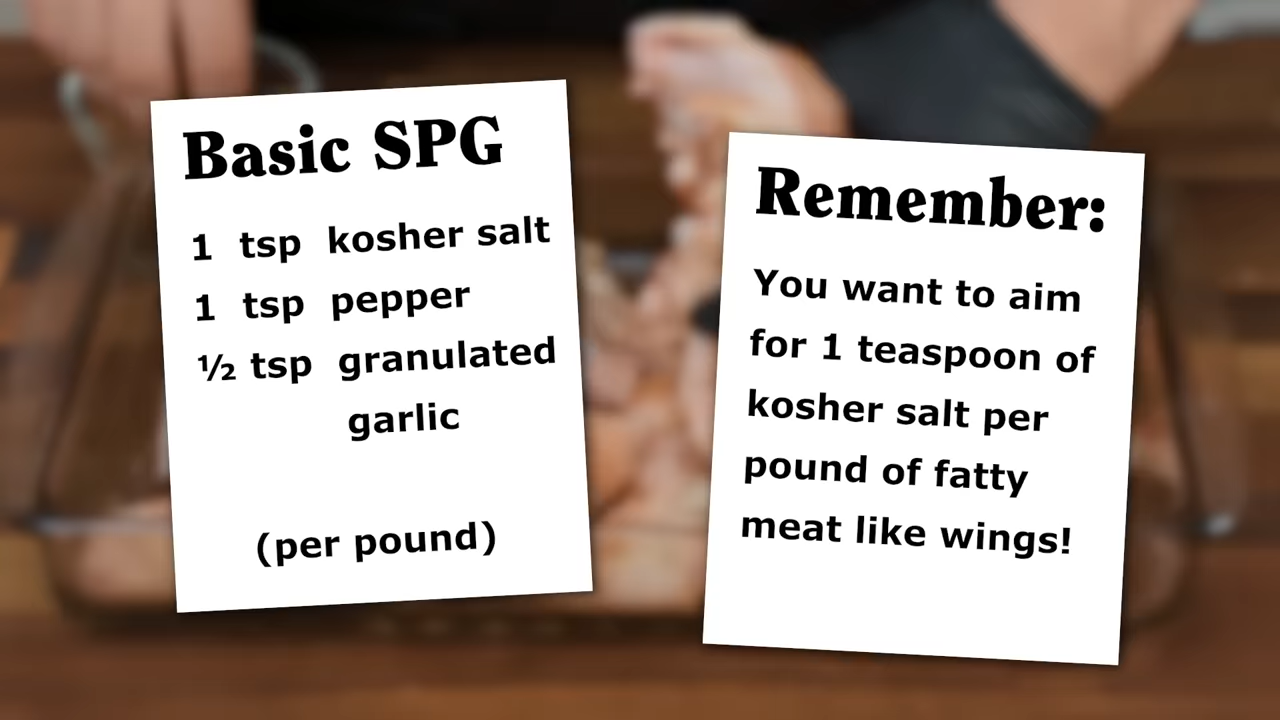 Basic SPG
1 tsp kosher salt
1 tsp pepper
½ tsp granulated
garlic
(per pound)
Remember:
You want to aim
for 1 teaspoon of
kosher salt per
pound of fatty
meat like wings!